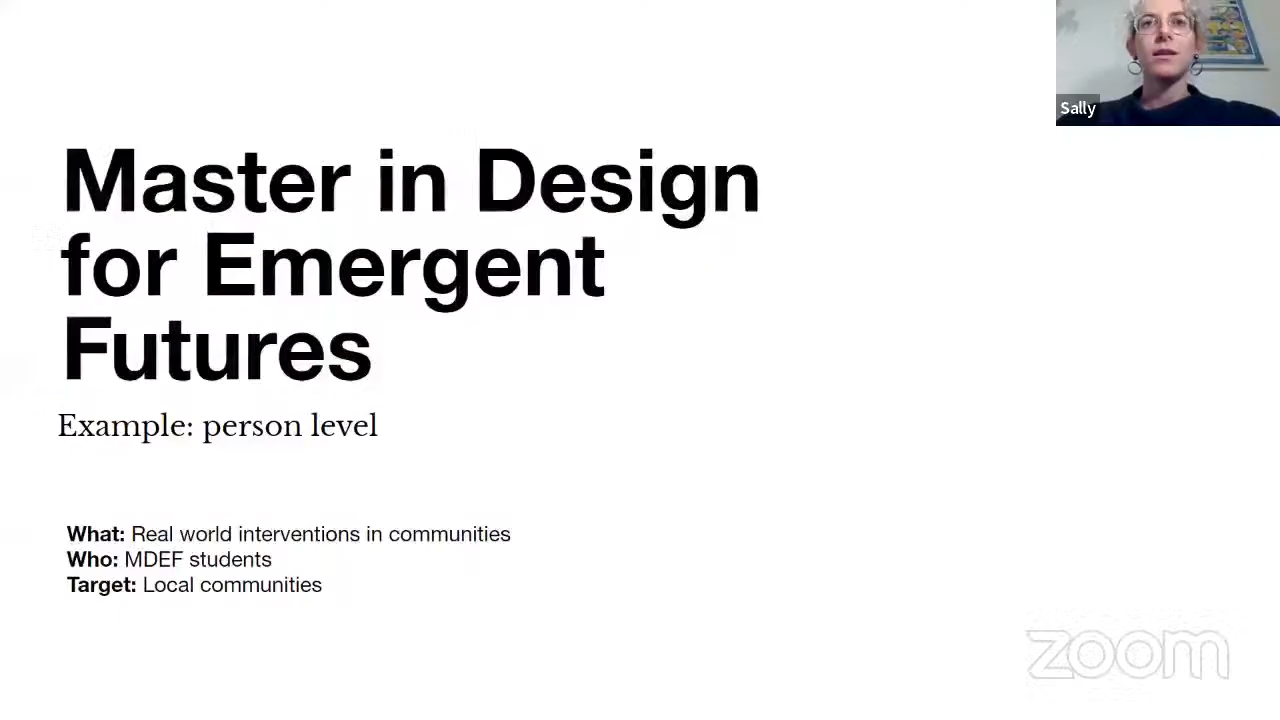 Sally
Master in Design
for Emergent
Futures
Example: person level
What: Real world interventions in communities
Who: MDEF students
Target: Local communities
zoom